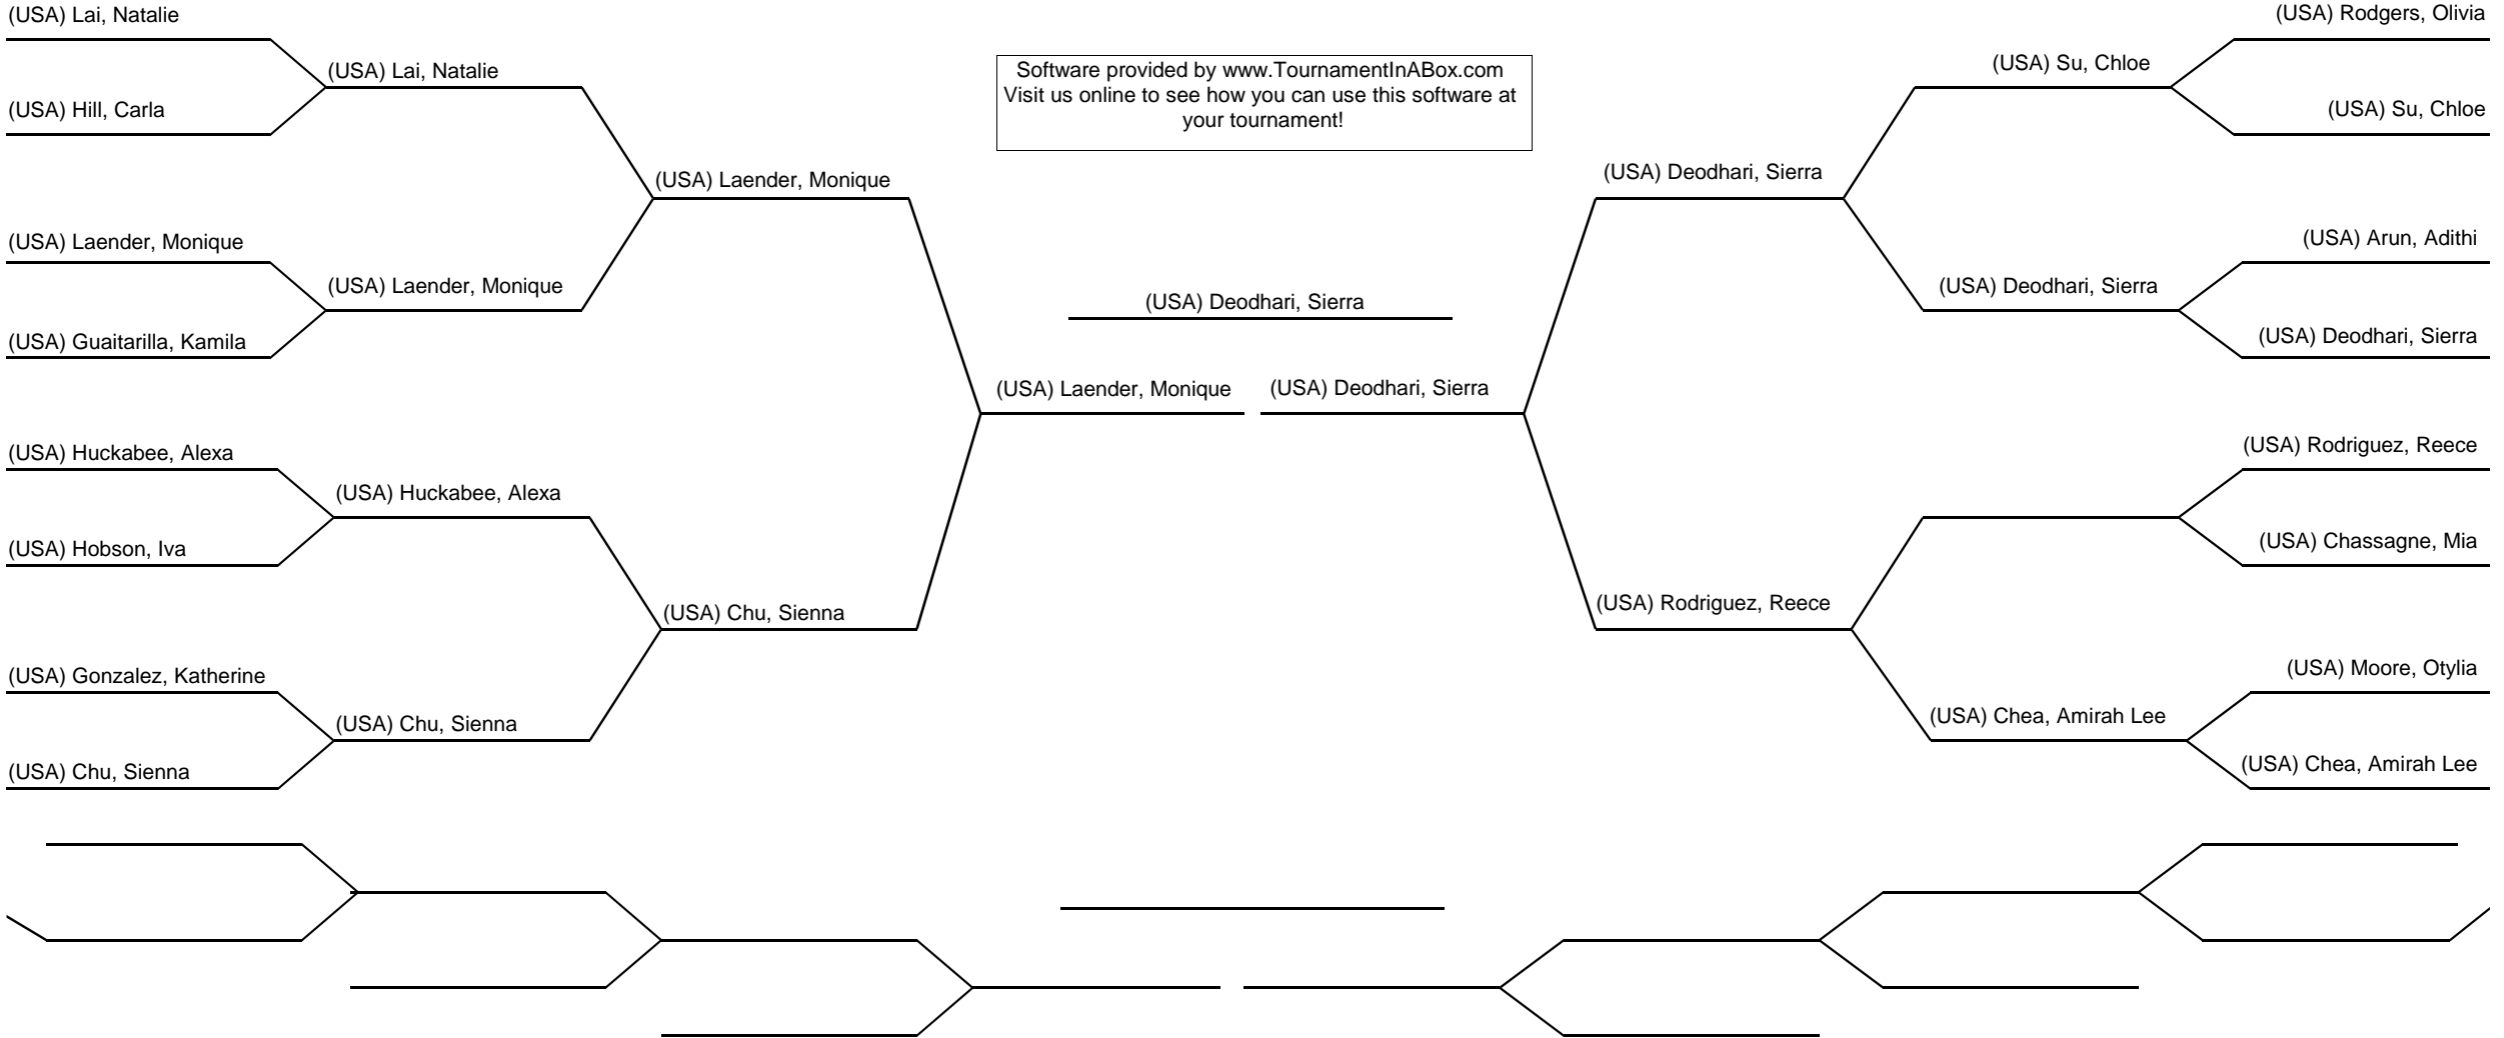 (USA) Lai, Natalie
(USA) Hill, Carla
(USA) Laender, Monique
(USA) Guaitarilla, Kamila
(USA) Huckabee, Alexa
(USA) Hobson, Iva
(USA) Gonzalez, Katherine
(USA) Chu, Sienna
(USA) Lai, Natalie
(USA) Laender, Monique
(USA) Huckabee, Alexa
(USA) Chu, Sienna
(USA) Laender, Monique
(USA) Chu, Sienna
Software provided by www.TournamentInABox.com
Visit us online to see how you can use this software at
your tournament!
(USA) Deodhari, Sierra
(USA) Laender, Monique
(USA) Deodhari, Sierra
(USA) Deodhari, Sierra
(USA) Rodriguez, Reece
(USA) Su, Chloe
(USA) Deodhari, Sierra
(USA) Chea, Amirah Lee
(USA) Rodgers, Olivia
(USA) Su, Chloe
(USA) Arun, Adithi
(USA) Deodhari, Sierra
(USA) Rodriguez, Reece
(USA) Chassagne, Mia
(USA) Moore, Otylia
(USA) Chea, Amirah Lee